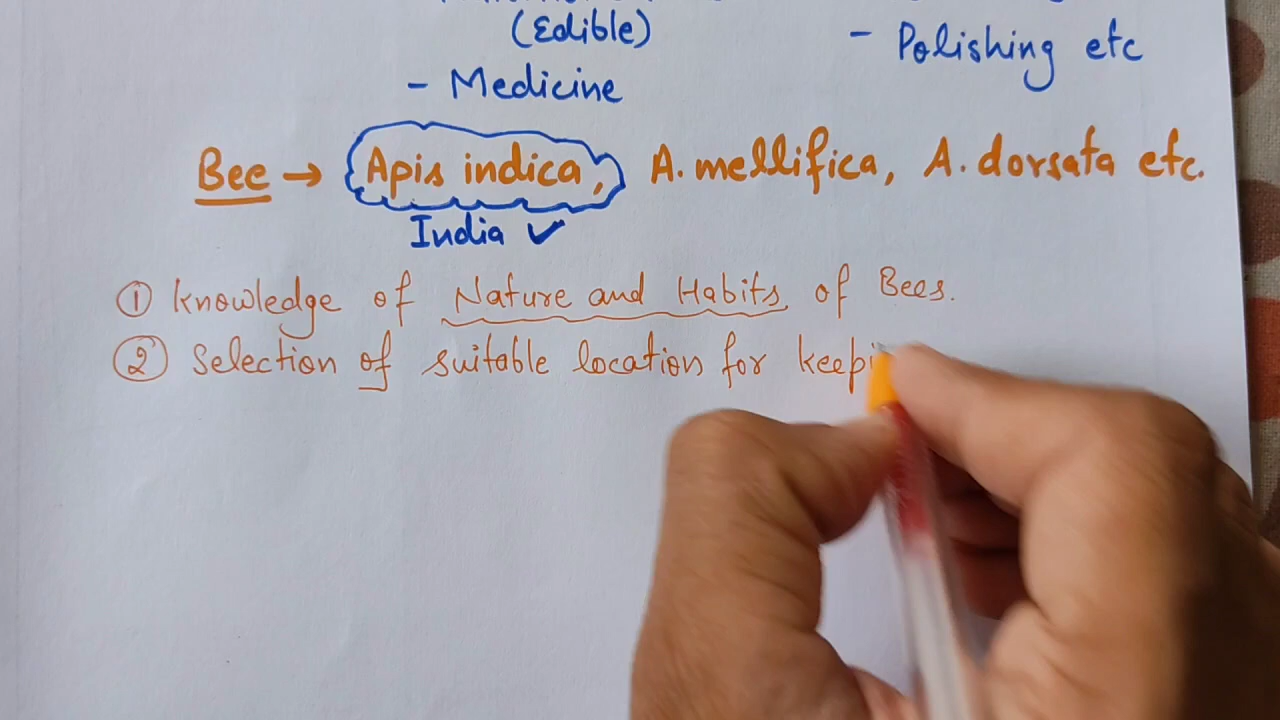 (Edible)
- Polishing etc
- Medicine
Bee → Apis indica, A. mellifica, A. dorsata etc.
India ✓
① Knowledge of Nature and Habits of Bees.
② Selection of suitable location for keepi